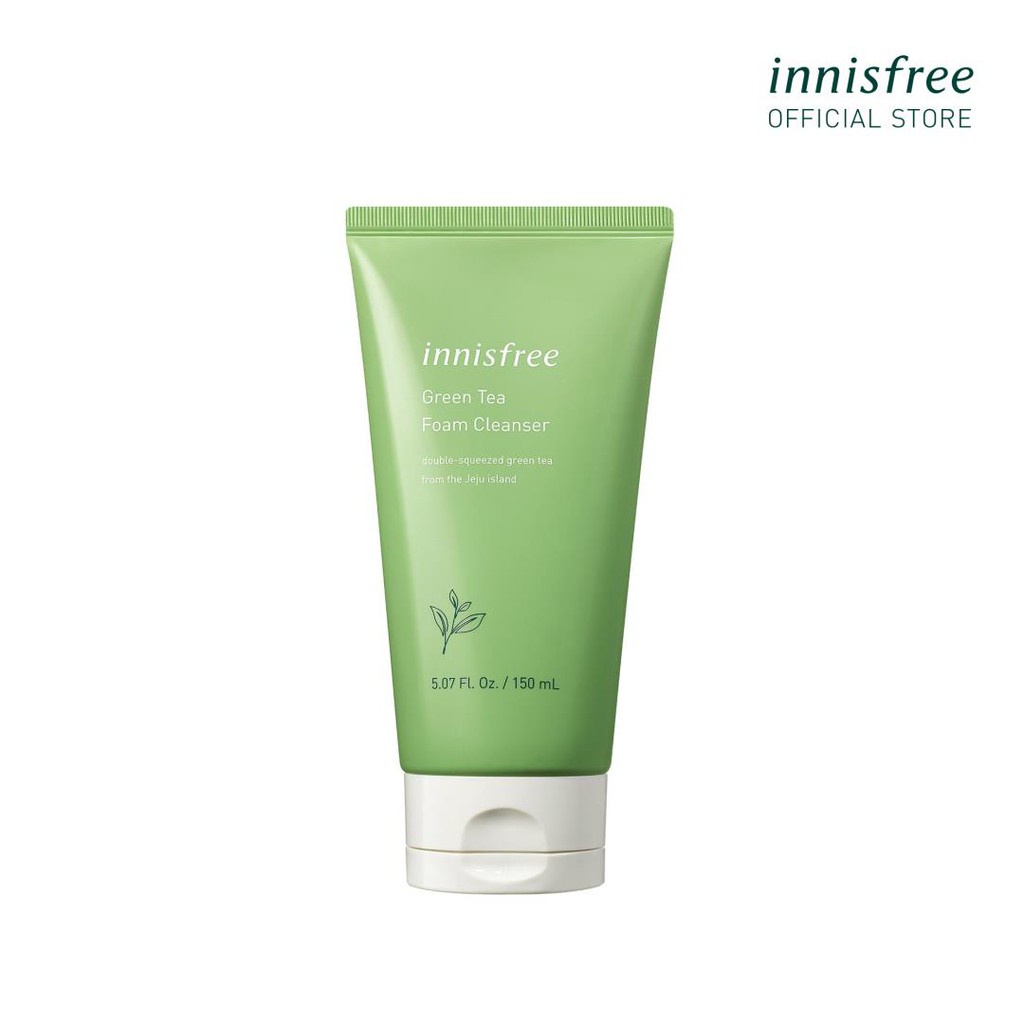 innisfree
OFFICIAL STORE
innisfree
Green Tea
Foam Cleanser
double-squeezed green tea
from the Jeju island
5.07 Fl. Oz. / 150 mL